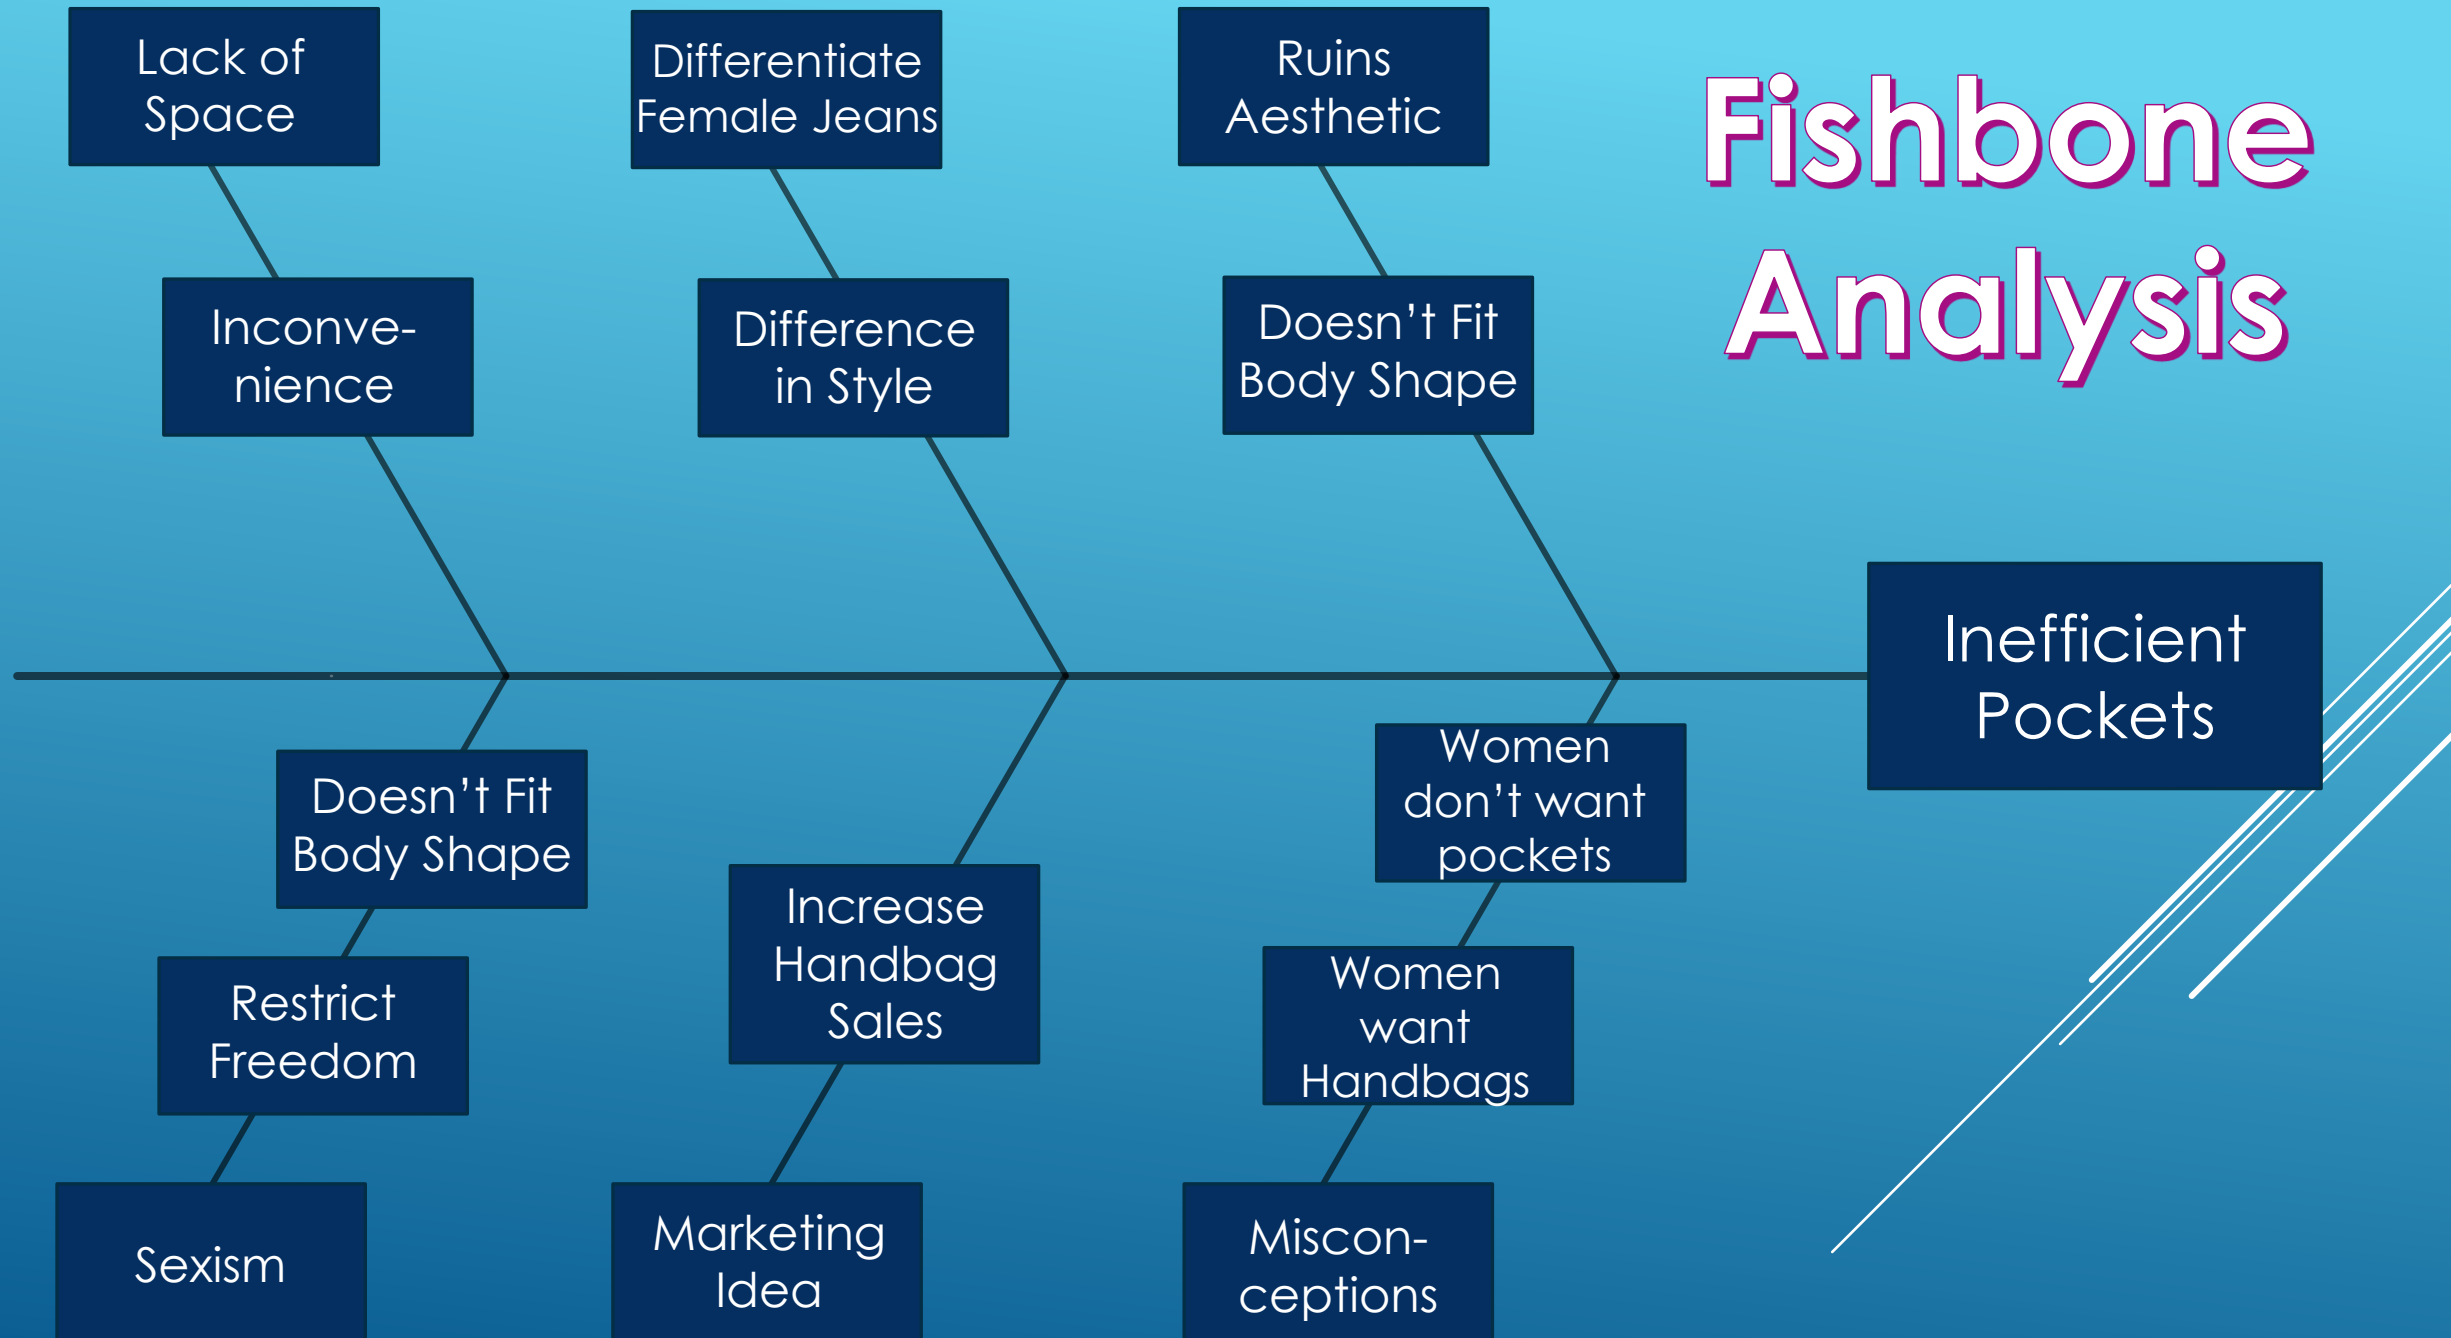 Lack of
Space
Differentiate
Female Jeans
Ruins
Aesthetic
Fishbone
Analysis
Inconve-
nience
Difference
in Style
Doesn’t Fit
Body Shape
Inefficient
Pockets
Doesn’t Fit
Body Shape
Increase
Handbag
Sales
Women
don’t want
pockets
Restrict
Freedom
Women
want
Handbags
Sexism
Marketing
Idea
Miscon-
ceptions